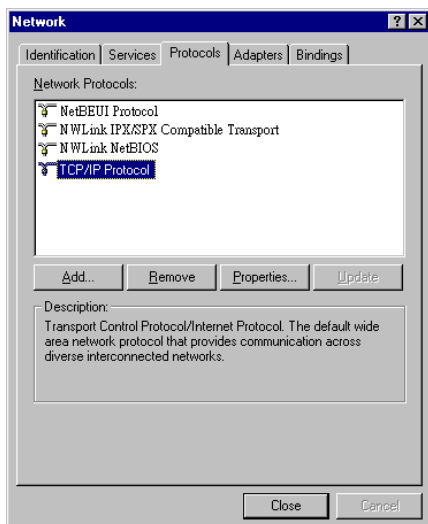 Network
Identification Services Protocols Adapters Bindings
Network Protocols:
NetBEUI Protocol
NWLink IPX/SPX Compatible Transport
NWLink NetBIOS
TCP/IP Protocol
Add... Remove Properties... Update
Description:
Transport Control Protocol/Internet Protocol. The default wide
area network protocol that provides communication across
diverse interconnected networks.
Close Cancel